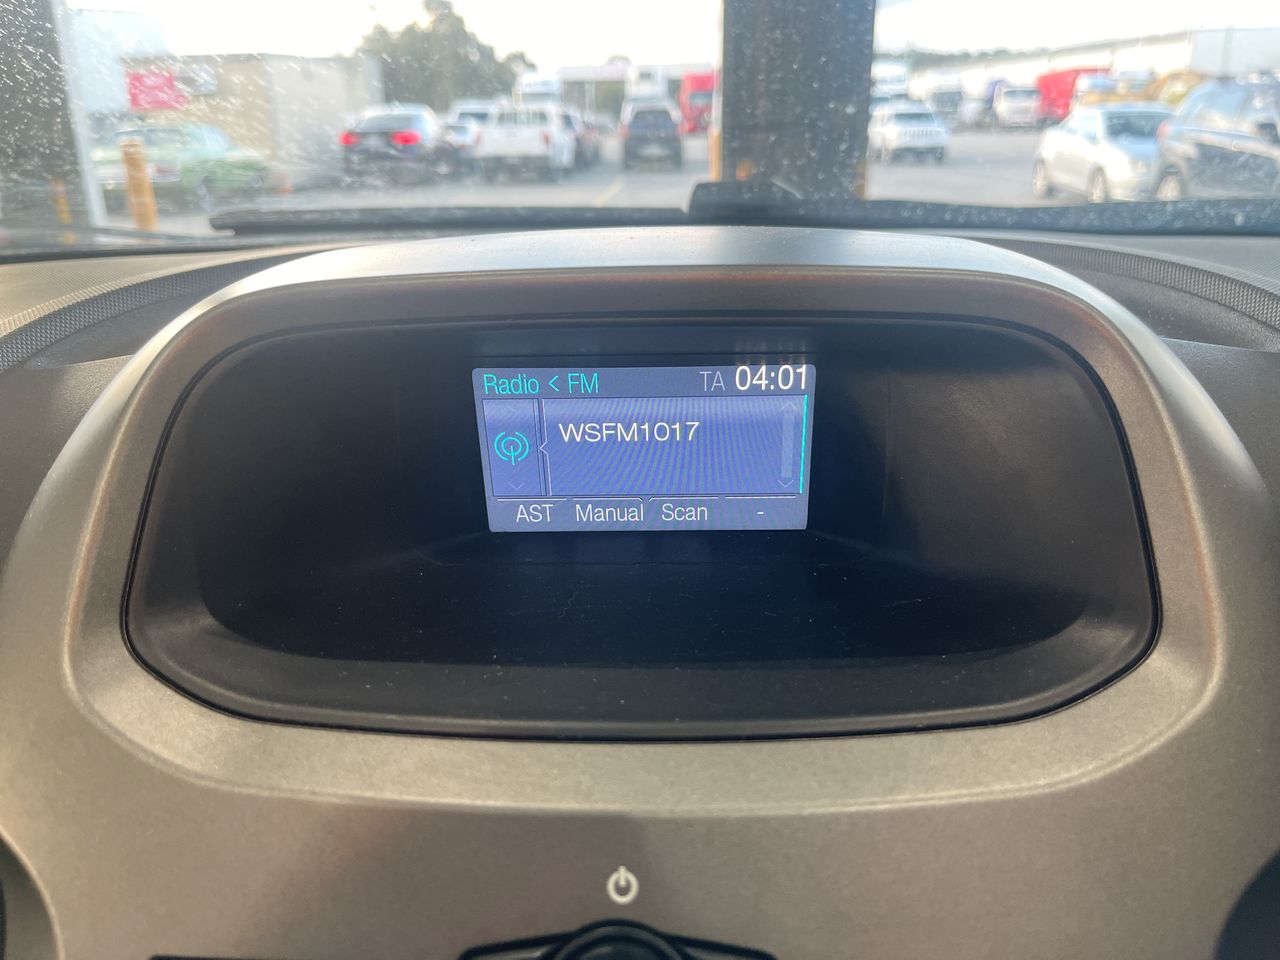 Radio < FM TA 04:01
WSFM1017
AST Manual Scan -